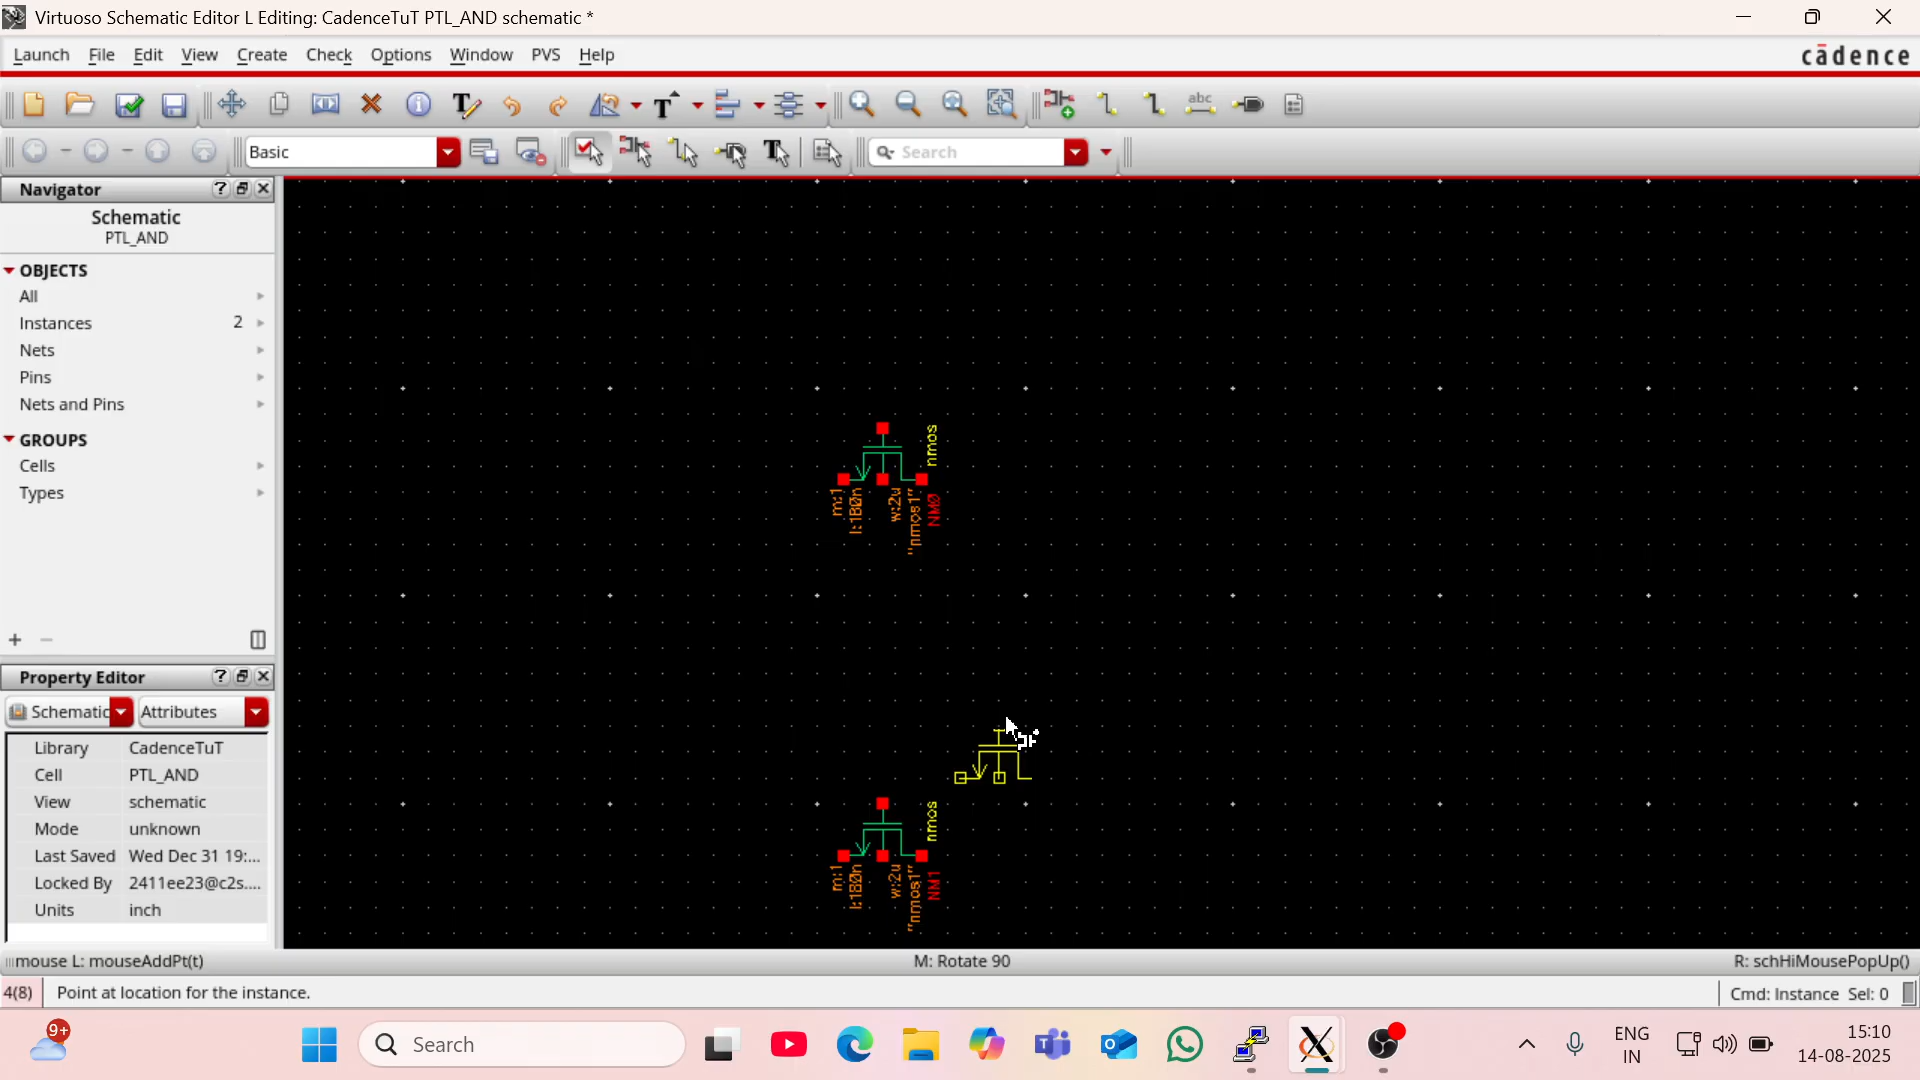 Virtuoso Schematic Editor L Editing: CadenceTuT PTL_AND schematic *
Launch File Edit View Create Check Options Window PVS Help
cādence
abc
Basic
Search
Navigator
Schematic
PTL_AND
OBJECTS
All
Instances 2
Nets
Pins
Nets and Pins
GROUPS
Cells
Types
nmos
m:1
l:180n
w:2u
"nmos1"
NM0
nmos
m:1
l:180n
w:2u
"nmos1"
NM1
Property Editor
Schematic Attributes
Library CadenceTuT
Cell PTL_AND
View schematic
Mode unknown
Last Saved Wed Dec 31 19:...
Locked By 2411ee23@c2s....
Units inch
mouse L: mouseAddPt(t) M: Rotate 90 R: schHiMousePopUp()
4(8) Point at location for the instance. Cmd: Instance Sel: 0
9+
Search
ENG
IN
15:10
14-08-2025